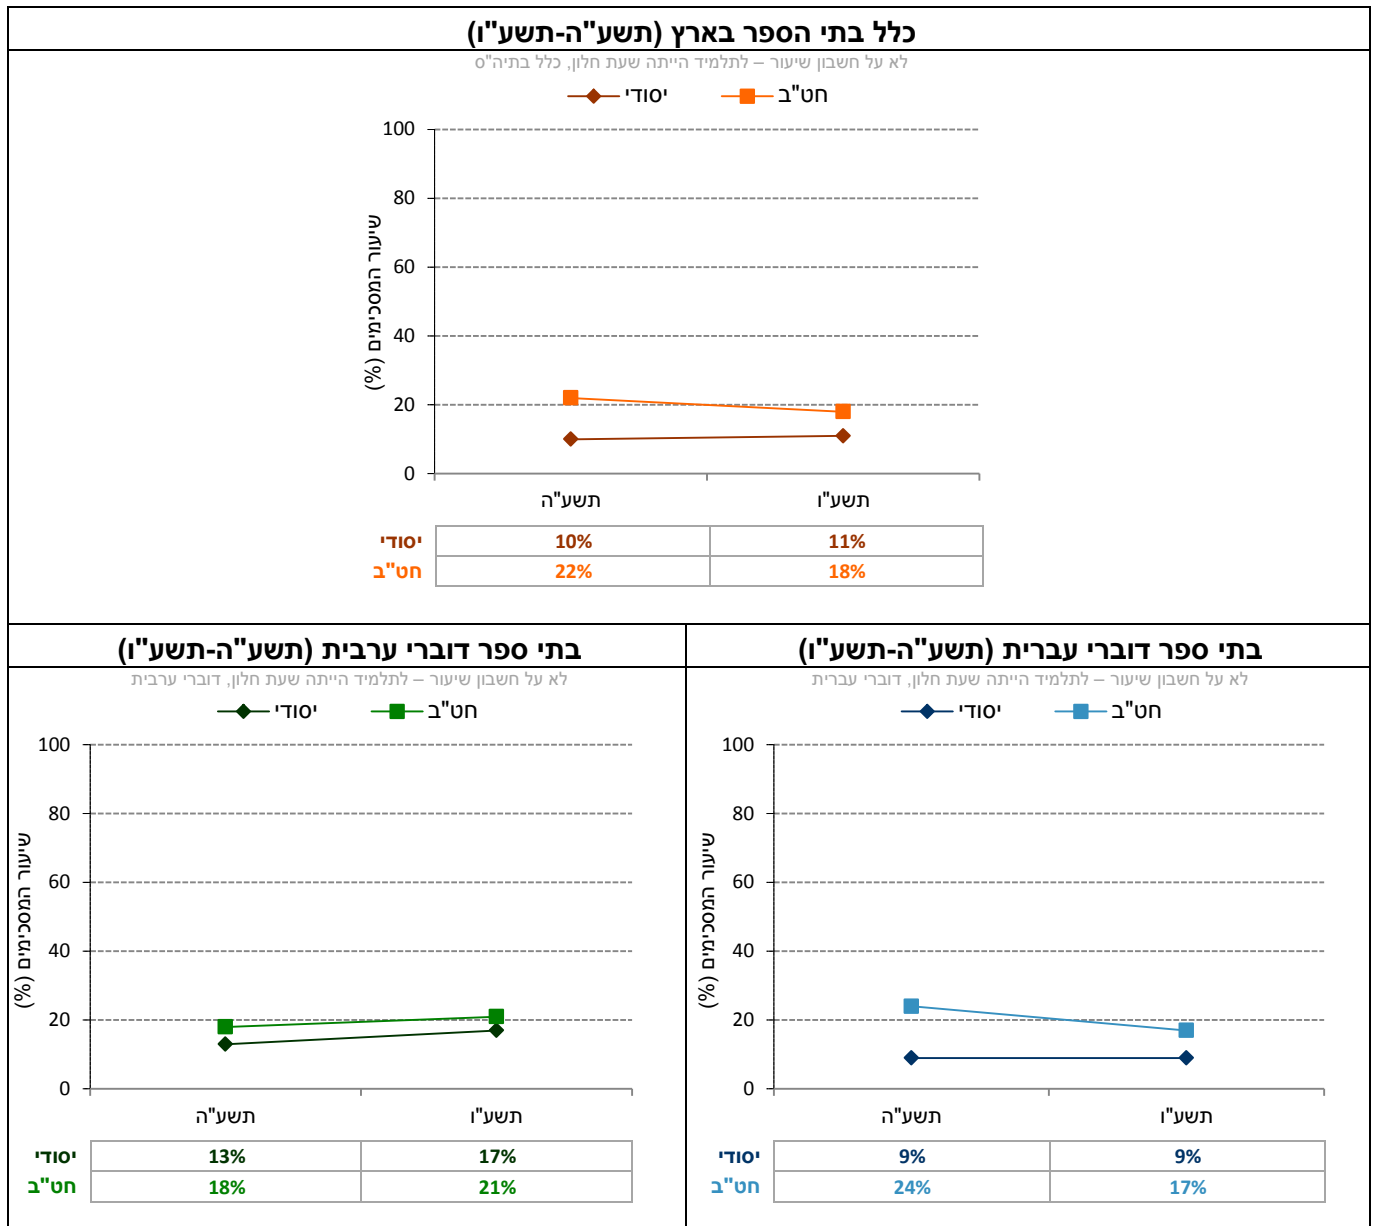 כלל בתי הספר בארץ (תשע"ה-תשע"ו)
לא על חשבון שיעור – לתלמיד הייתה שעת חלון, כלל בתיה"ס
יסודי חט"ב
שיעור המסכימים (%)
100
80
60
40
20
0
תשע"ה תשע"ו
יסודי 10% 11%
חט"ב 22% 18%
בתי ספר דוברי עברית (תשע"ה-תשע"ו)
לא על חשבון שיעור – לתלמיד הייתה שעת חלון, דוברי עברית
יסודי חט"ב
שיעור המסכימים (%)
100
80
60
40
20
0
תשע"ה תשע"ו
יסודי 9% 9%
חט"ב 24% 17%
בתי ספר דוברי ערבית (תשע"ה-תשע"ו)
לא על חשבון שיעור – לתלמיד הייתה שעת חלון, דוברי ערבית
יסודי חט"ב
שיעור המסכימים (%)
100
80
60
40
20
0
תשע"ה תשע"ו
יסודי 13% 17%
חט"ב 18% 21%